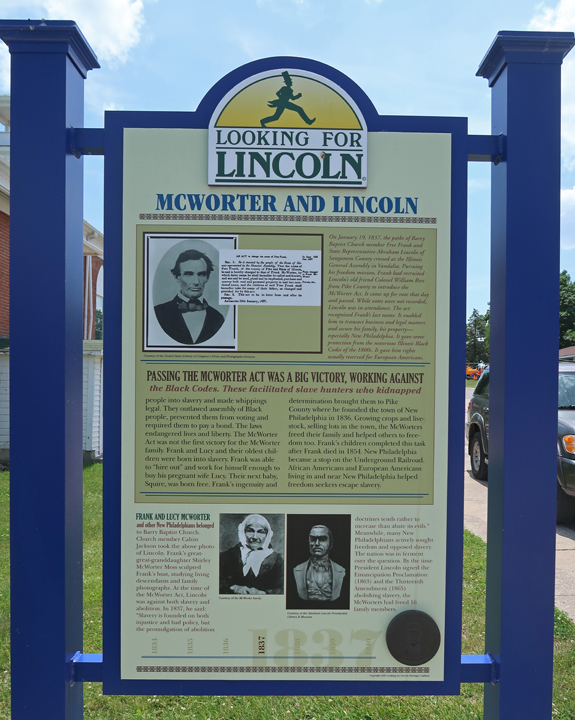 LOOKING FOR
LINCOLN
MCWORTER AND LINCOLN
On January 19, 1837, the paths of Barry
Baptist Church member Free Frank and
State Representative Abraham Lincoln of
Sangamon County crossed at the Illinois
General Assembly in Vandalia. Pursuing
his freedom mission, Frank had recruited
Lincoln's old friend Colonel William Ross
from Pike County to introduce the
McWorter Act. It came up for vote that day
and passed. While votes were not recorded,
Lincoln was in attendance. The act
recognized Frank's last name. It enabled
him to transact business and legal matters
and secure his family, his property—
especially New Philadelphia. It gave some
protection from the notorious Illinois Black
Codes of the 1800s. It gave him rights
usually reserved for European Americans.
PASSING THE MCWORTER ACT WAS A BIG VICTORY, WORKING AGAINST
the Black Codes. These facilitated slave hunters who kidnapped
people into slavery and made whippings
legal. They outlawed assembly of Black
people, prevented them from voting and
required them to pay a bond. The laws
endangered lives and liberty. The McWorter
Act was not the first victory for the McWorter
family. Frank and Lucy and their oldest chil-
dren were born into slavery. Frank was able
to "hire out" and work for himself enough to
buy his pregnant wife Lucy. Their next baby,
Squire, was born free. Frank's ingenuity and
determination brought them to Pike
County where he founded the town of New
Philadelphia in 1836. Growing crops and live-
stock, selling lots in the town, the McWorters
freed their family and helped others to free-
dom too. Frank's children completed this task
after Frank died in 1854. New Philadelphia
became a stop on the Underground Railroad.
African Americans and European Americans
living in and near New Philadelphia helped
freedom seekers escape slavery.
FRANK AND LUCY MCWORTER
and other New Philadelphians belonged
to Barry Baptist Church.
Church member Calvin
Jackson took the above photo
of Lincoln. Frank's great-
great-granddaughter Shirley
McWorter Moss sculpted
Frank's bust, studying living
descendants and family
photographs. At the time of
the McWorter Act, Lincoln
was against both slavery and
abolition. In 1837, he said:
"Slavery is founded on both
injustice and bad policy, but
the promulgation of abolition
Courtesy of the McWorter family
doctrines tends rather to
increase than abate its evils."
Meanwhile, many New
Philadelphians actively sought
freedom and opposed slavery.
The nation was to ferment
over the question. By the time
President Lincoln signed the
Emancipation Proclamation
(1863) and the Thirteenth
Amendment (1865)
abolishing slavery, the
McWorters had freed 16
family members.
1834
1835
1836
1837
1837